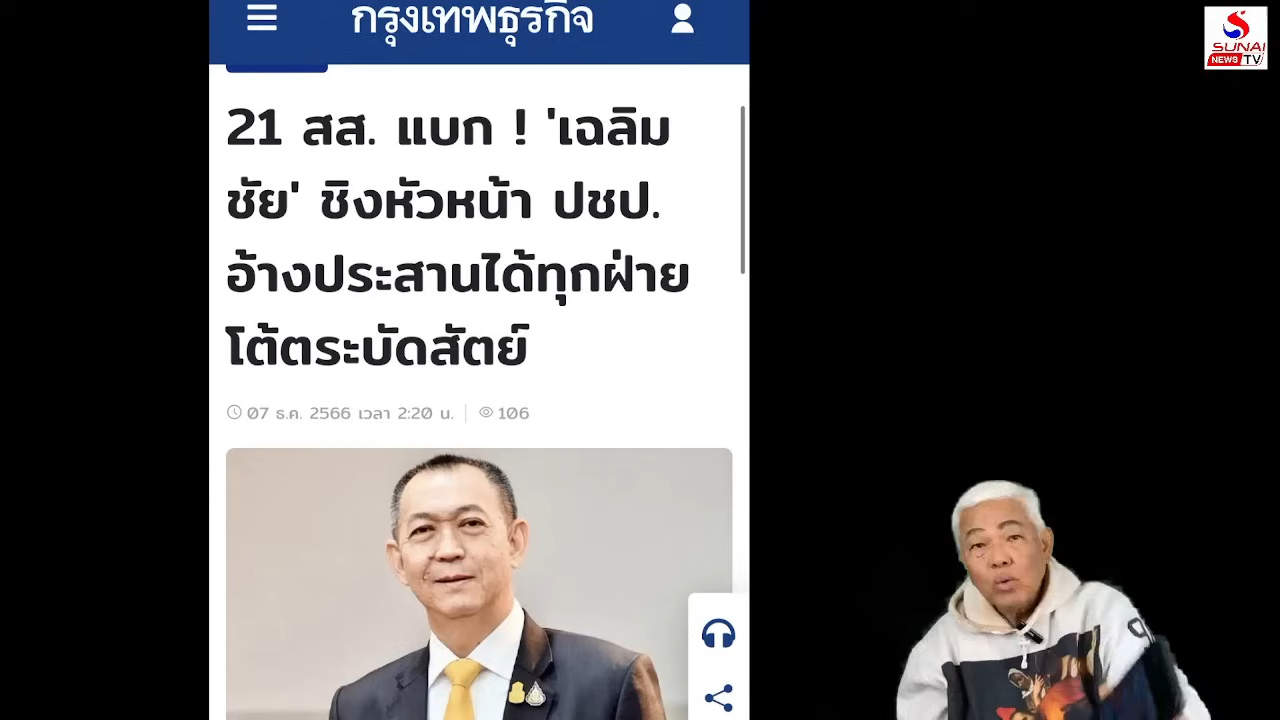 กรุงเทพธุรกิจ
SUNAI
NEWS TV
21 สส. แบก ! 'เฉลิม
ชัย' ชิงหัวหน้า ปชป.
อ้างประสานได้ทุกฝ่าย
โต้ตระบัดสัตย์
07 ธ.ค. 2566 เวลา 2:20 น. 106